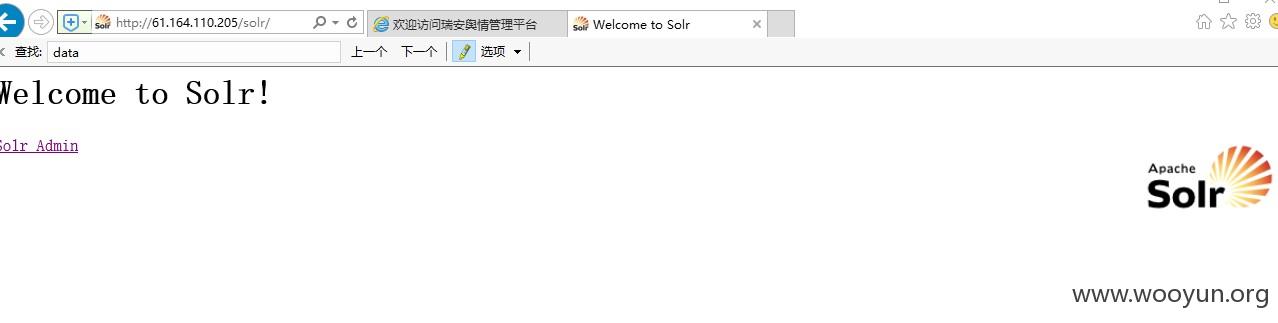 http://61.164.110.205/solr/ 欢迎访问瑞安舆情管理平台 Welcome to Solr
查找: data 上一个 下一个 选项
Welcome to Solr!
Solr Admin
Apache
Solr
www.wooyun.org